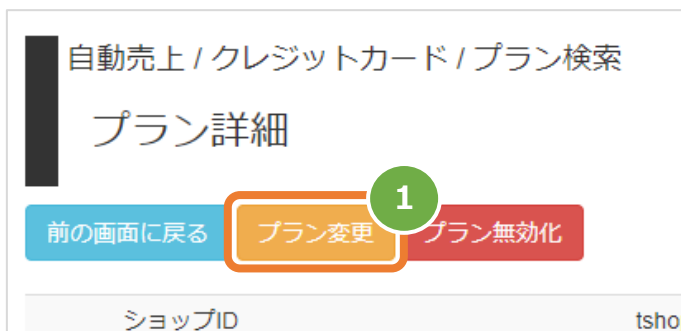 自動売上 / クレジットカード / プラン検索
プラン詳細
1
前の画面に戻る プラン変更 プラン無効化
ショップID tsho